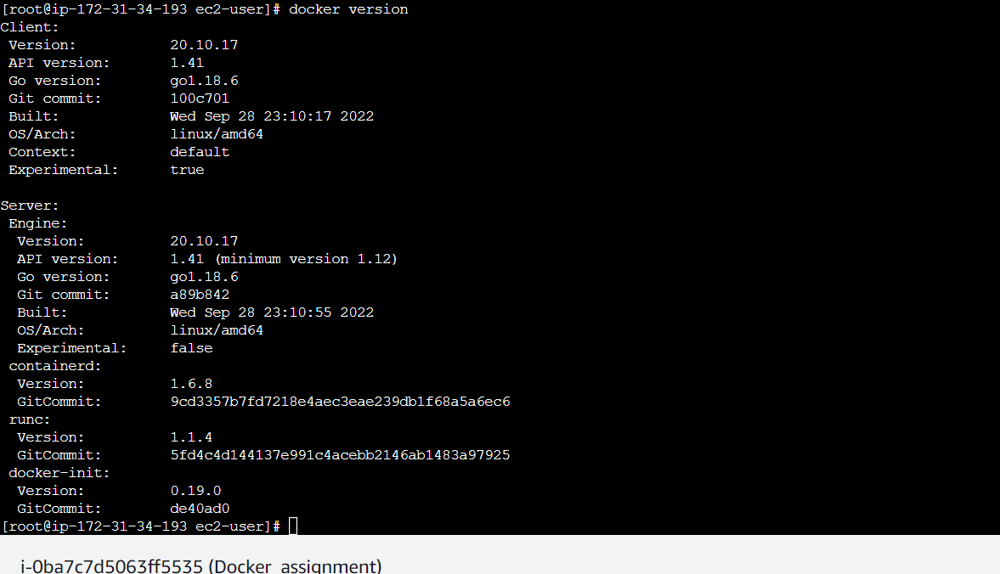 [root@ip-172-31-34-193 ec2-user]# docker version
Client:
 Version:           20.10.17
 API version:       1.41
 Go version:        go1.18.6
 Git commit:        100c701
 Built:             Wed Sep 28 23:10:17 2022
 OS/Arch:           linux/amd64
 Context:           default
 Experimental:      true

Server:
 Engine:
  Version:          20.10.17
  API version:      1.41 (minimum version 1.12)
  Go version:       go1.18.6
  Git commit:       a89b842
  Built:            Wed Sep 28 23:10:55 2022
  OS/Arch:          linux/amd64
  Experimental:     false
 containerd:
  Version:          1.6.8
  GitCommit:        9cd3357b7fd7218e4aec3eae239db1f68a5a6ec6
 runc:
  Version:          1.1.4
  GitCommit:        5fd4c4d144137e991c4acebb2146ab1483a97925
 docker-init:
  Version:          0.19.0
  GitCommit:        de40ad0
[root@ip-172-31-34-193 ec2-user]#
i-0ba7c7d5063ff5535 (Docker_assignment)